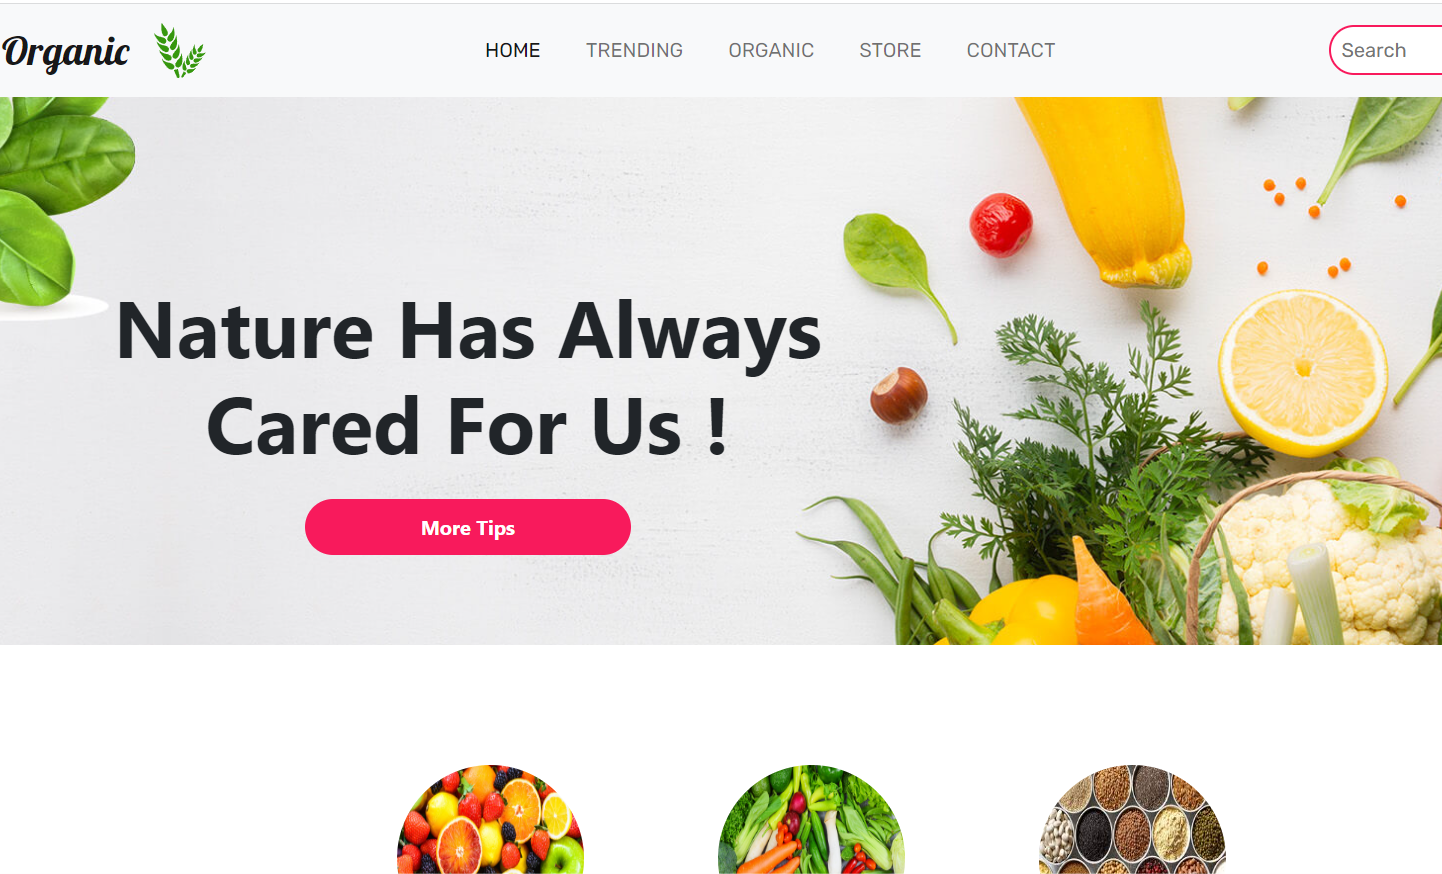 Organic
HOME TRENDING ORGANIC STORE CONTACT
Search
Nature Has Always
Cared For Us !
More Tips